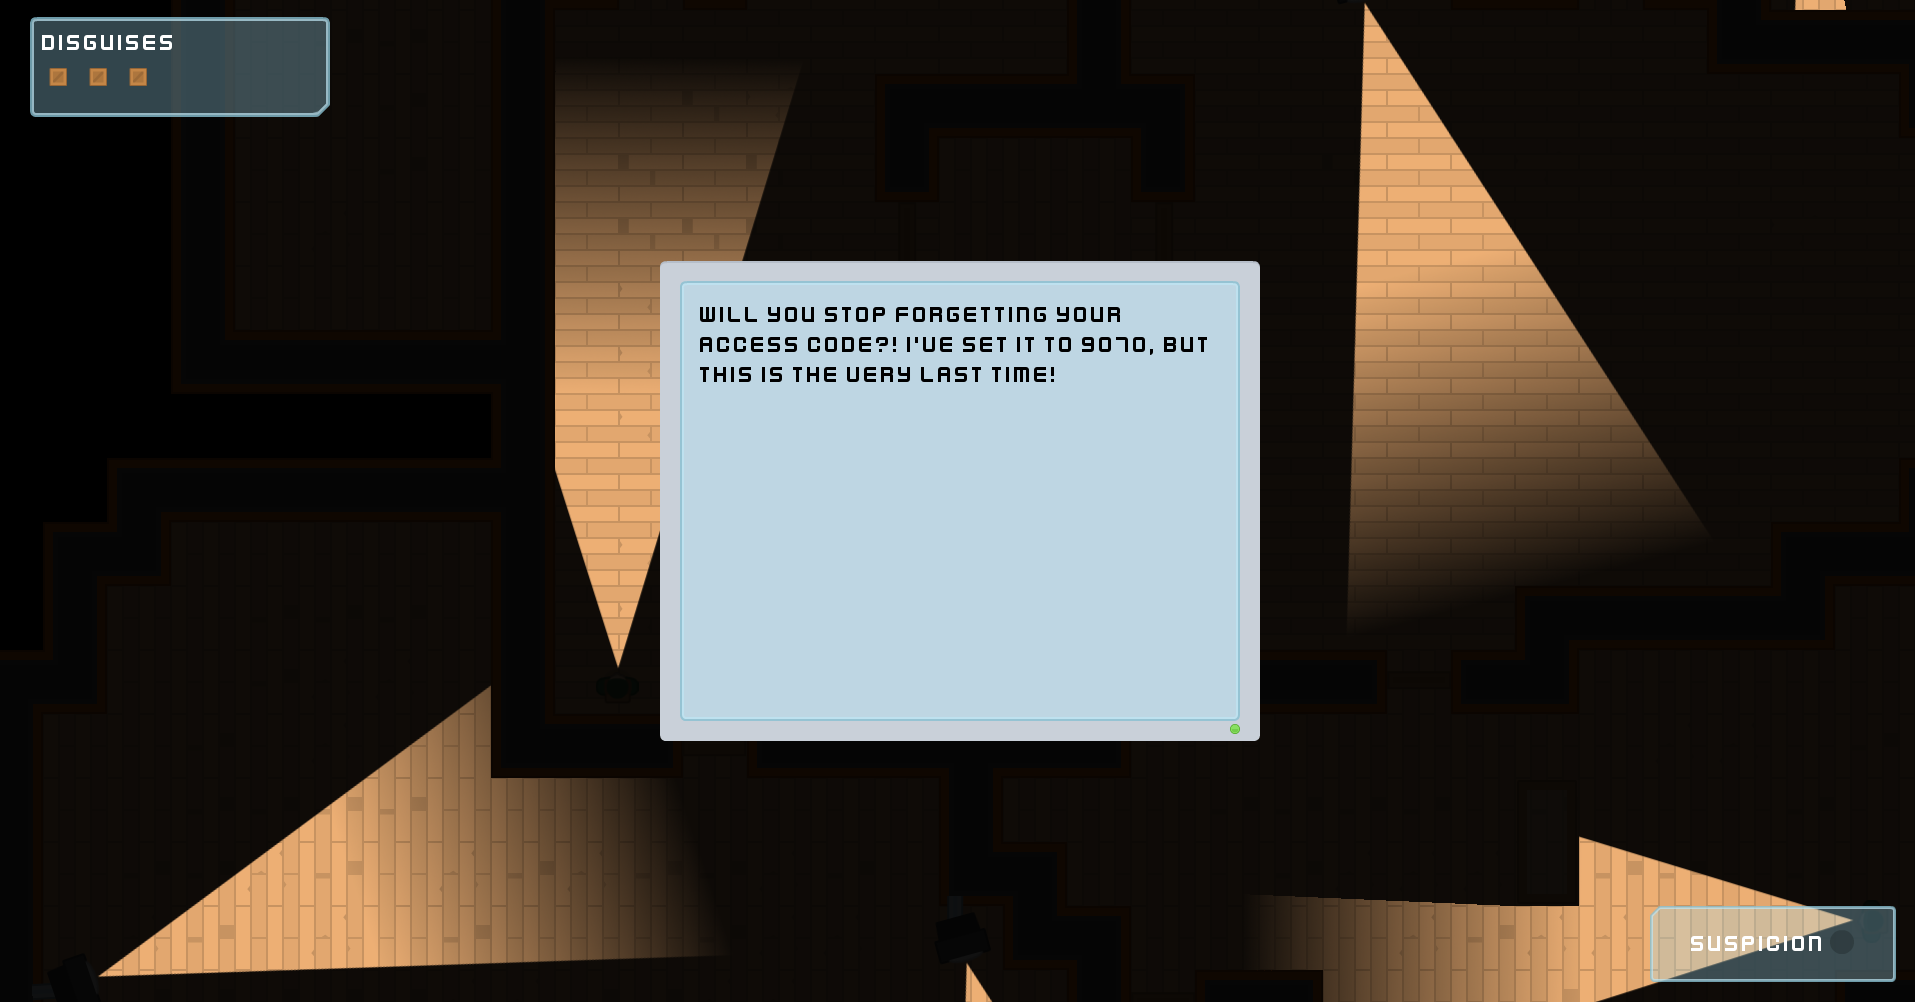 DISGUISES
WILL YOU STOP FORGETTING YOUR
ACCESS CODE?! I'VE SET IT TO 9070, BUT
THIS IS THE VERY LAST TIME!
SUSPICION